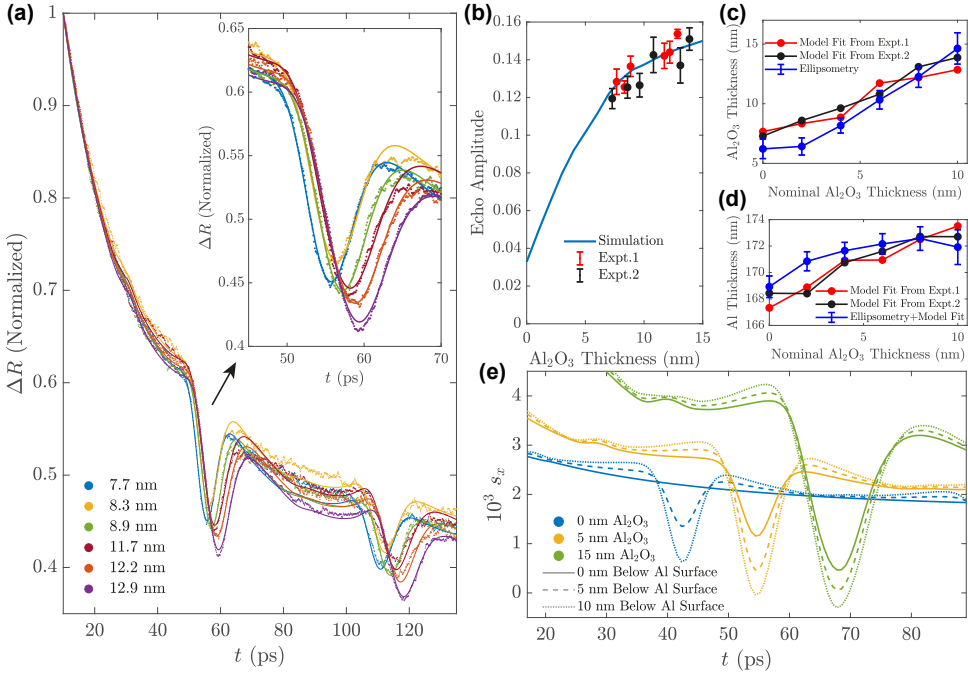 (a)
ΔR (Normalized)
1
0.9
0.8
0.7
0.6
0.5
0.4
20
40
60
80
100
120
t (ps)
7.7 nm
8.3 nm
8.9 nm
11.7 nm
12.2 nm
12.9 nm
ΔR (Normalized)
0.65
0.6
0.55
0.5
0.45
0.4
50
60
70
t (ps)
(b)
Echo Amplitude
0.16
0.14
0.12
0.1
0.08
0.06
0.04
0.02
0
0
5
10
15
Al₂O₃ Thickness (nm)
Simulation
Expt.1
Expt.2
(c)
Al₂O₃ Thickness (nm)
15
10
5
0
2
4
6
8
10
Nominal Al₂O₃ Thickness (nm)
Model Fit From Expt.1
Model Fit From Expt.2
Ellipsometry
(d)
Al Thickness (nm)
174
172
170
168
166
0
2
4
6
8
10
Nominal Al₂O₃ Thickness (nm)
Model Fit From Expt.1
Model Fit From Expt.2
Ellipsometry+Model Fit
(e)
10³ sₓ
4
3
2
1
0
20
30
40
50
60
70
80
t (ps)
0 nm Al₂O₃
5 nm Al₂O₃
15 nm Al₂O₃
0 nm Below Al Surface
5 nm Below Al Surface
10 nm Below Al Surface